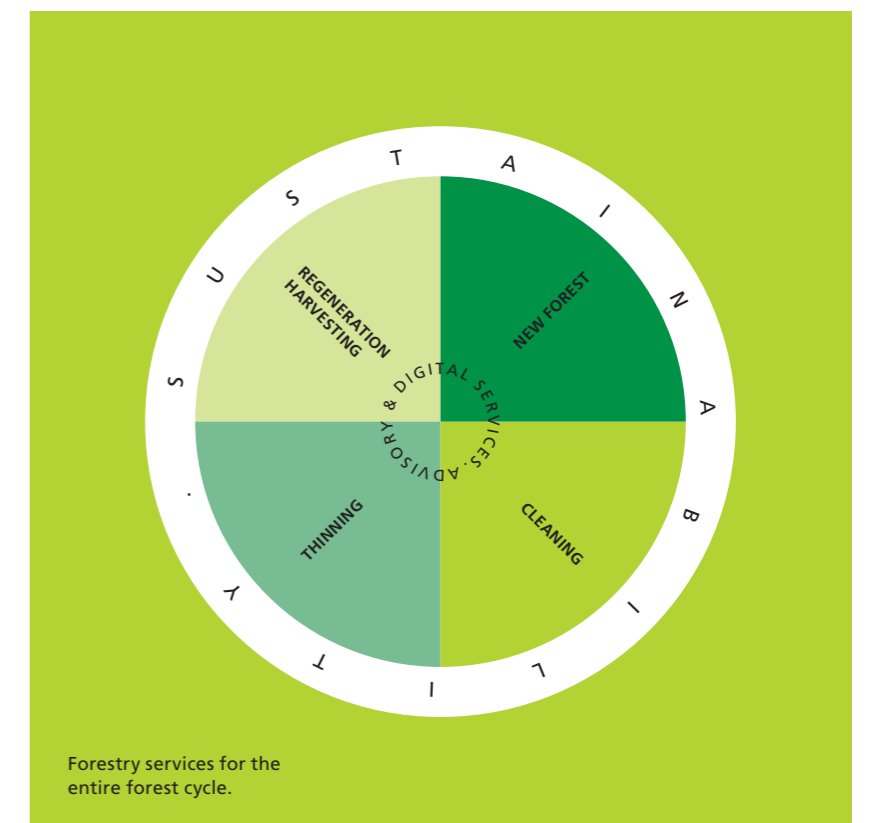 SUSTAINABILITY.
REGENERATION
HARVESTING
NEW FOREST
ADVISORY & DIGITAL SERVICES.
THINNING
CLEANING
Forestry services for the
entire forest cycle.